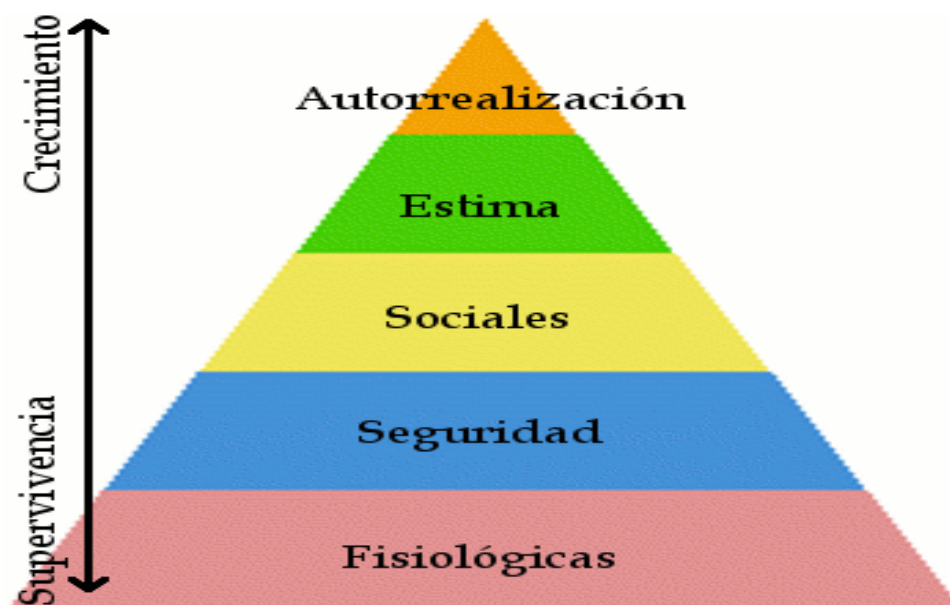 Crecimiento
Autorrealización
Estima
Sociales
Seguridad
Supervivencia
Fisiológicas